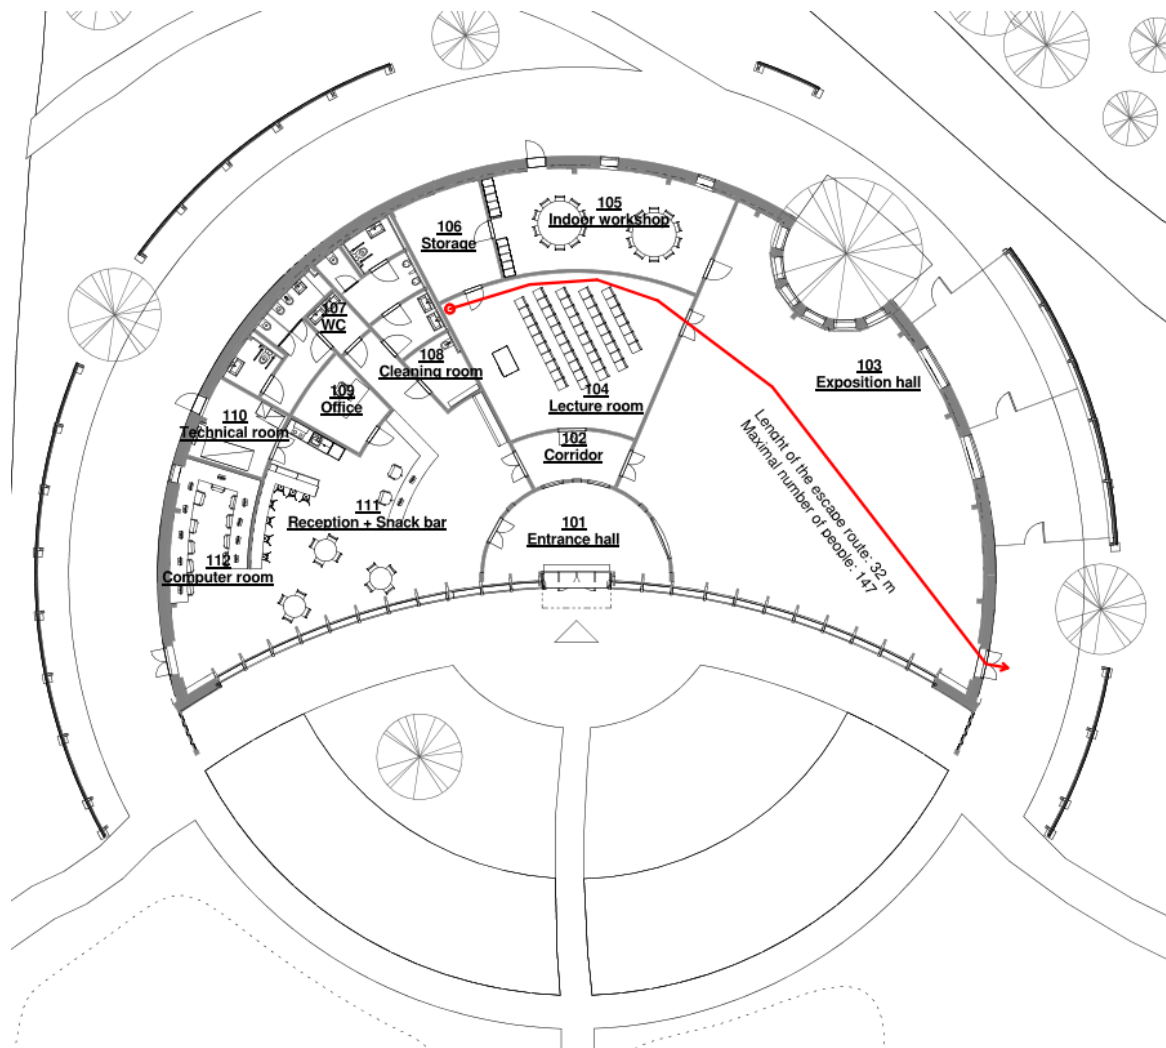 105
Indoor workshop
106
Storage
107
WC
108
Cleaning room
103
Exposition hall
109
Office
104
Lecture room
110
Technical room
102
Corridor
Lenght of the escape route: 32 m
Maximal number of people: 147
111
Reception + Snack bar
101
Entrance hall
112
Computer room